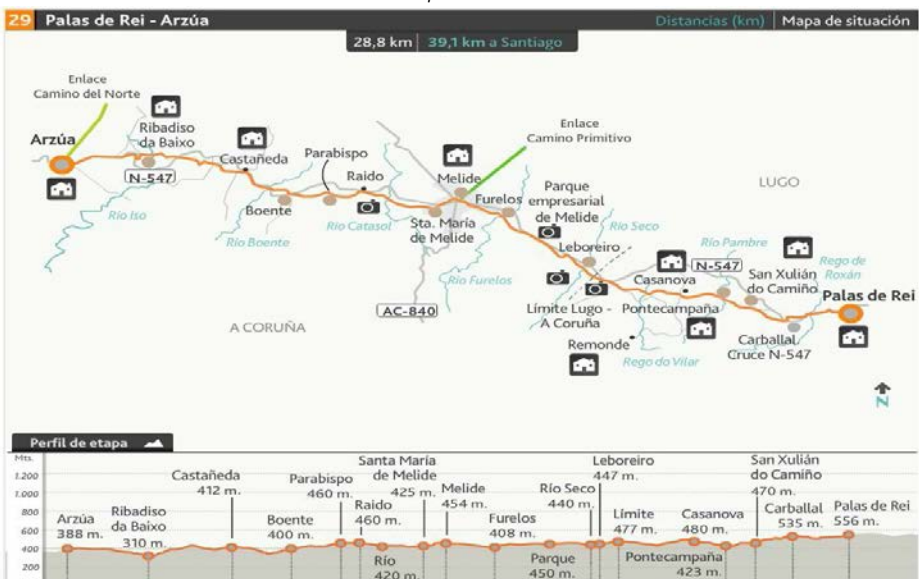 29 Palas de Rei - Arzúa
Distancias (km) | Mapa de situación
28,8 km | 39,1 km a Santiago
Enlace
Camino del Norte
Arzúa
Ribadiso
da Baixo
N-547
Río Iso
Castañeda
Boente
Río Boente
Parabispo
Raido
Río Catasol
Melide
Sta. María
de Melide
Enlace
Camino Primitivo
Furelos
Río Furelos
AC-840
A CORUÑA
Parque
empresarial
de Melide
Río Seco
Leboreiro
Límite Lugo -
A Coruña
LUGO
Casanova
Pontecampaña
Remonde
Rego do Vilar
Río Pambre
N-547
San Xulián
do Camiño
Rego de
Roxán
Palas de Rei
Carballal
Cruce N-547
N
Perfil de etapa
Mts.
1.200
1.000
800
600
400
200
Arzúa
388 m.
Ribadiso
da Baixo
310 m.
Castañeda
412 m.
Boente
400 m.
Parabispo
460 m.
Raido
460 m.
Río
420 m.
Santa María
de Melide
425 m.
Melide
454 m.
Furelos
408 m.
Río Seco
440 m.
Parque
450 m.
Leboreiro
447 m.
Límite
477 m.
Casanova
480 m.
Pontecampaña
423 m.
San Xulián
do Camiño
470 m.
Carballal
535 m.
Palas de Rei
556 m.